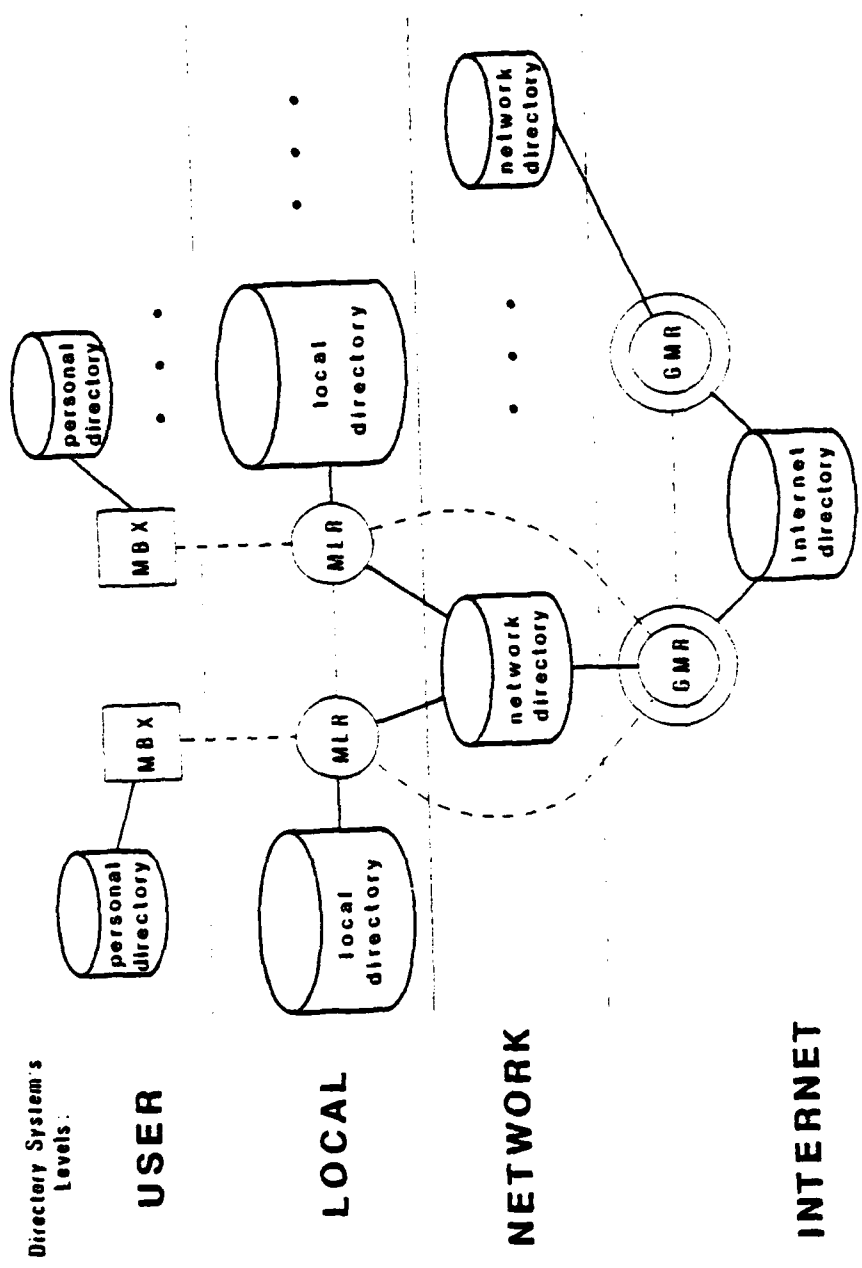 Directory System's
Levels:
USER
personal
directory
MBX
MBX
personal
directory
LOCAL
local
directory
MLR
MLR
local
directory
NETWORK
network
directory
network
directory
INTERNET
GMR
GMR
Internet
directory